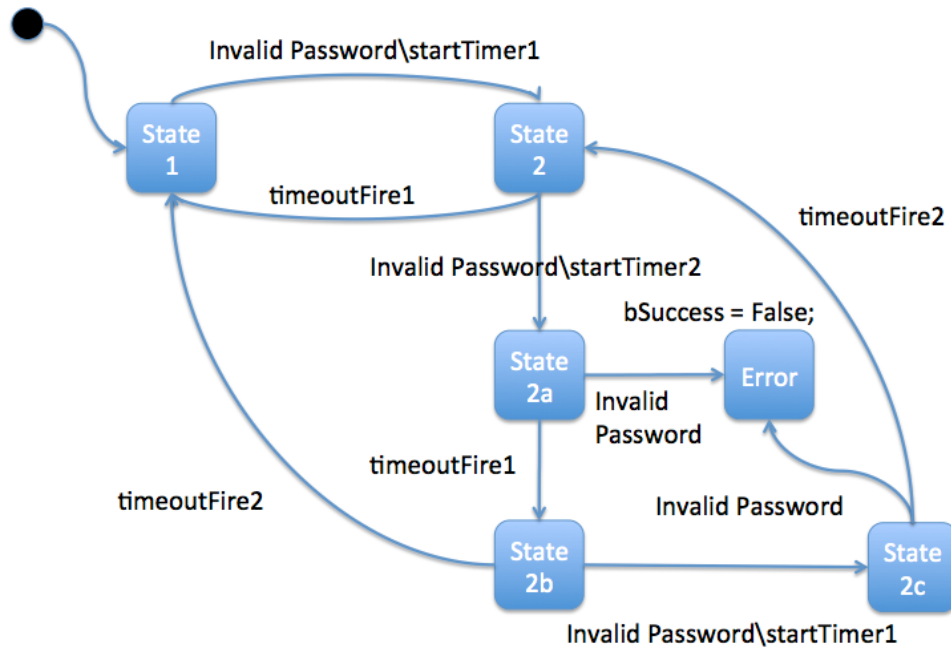 Invalid Password\startTimer1
State
1
State
2
timeoutFire1
timeoutFire2
Invalid Password\startTimer2
bSuccess = False;
State
2a
Error
Invalid
Password
timeoutFire1
timeoutFire2
Invalid Password
State
2b
State
2c
Invalid Password\startTimer1